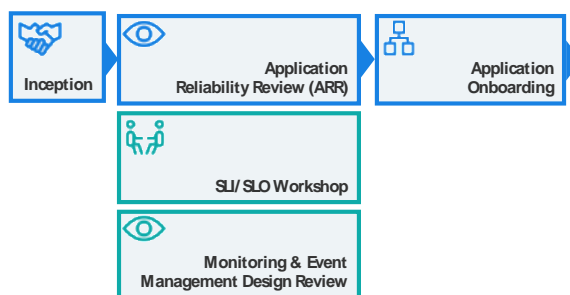 Inception
Application
Reliability Review (ARR)
Application
Onboarding
SLI/ SLO Workshop
Monitoring & Event
Management Design Review